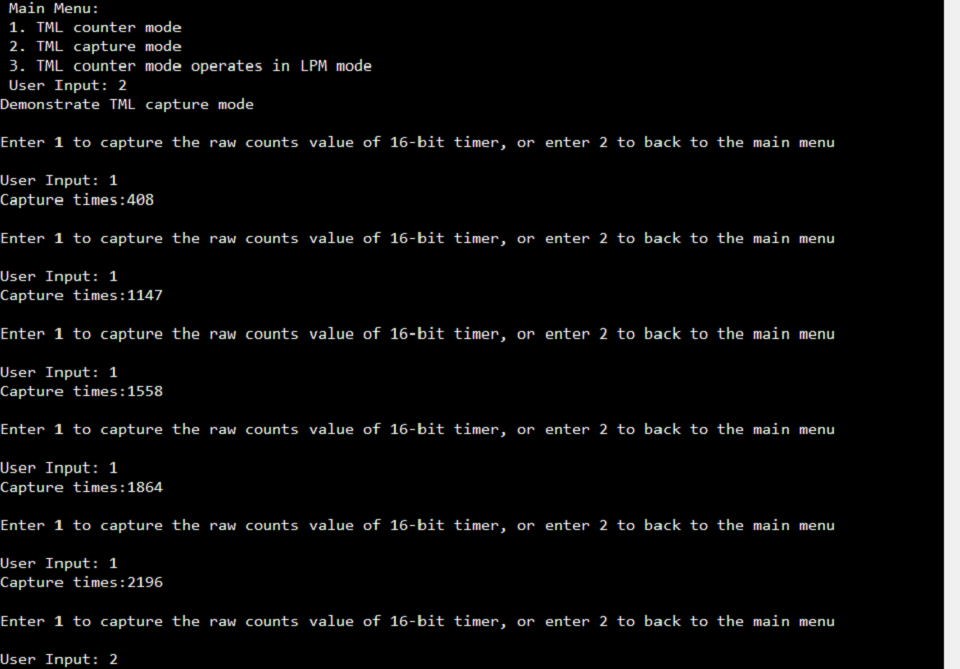 Main Menu:
1. TML counter mode
2. TML capture mode
3. TML counter mode operates in LPM mode
User Input: 2
Demonstrate TML capture mode
Enter 1 to capture the raw counts value of 16-bit timer, or enter 2 to back to the main menu
User Input: 1
Capture times:408
Enter 1 to capture the raw counts value of 16-bit timer, or enter 2 to back to the main menu
User Input: 1
Capture times:1147
Enter 1 to capture the raw counts value of 16-bit timer, or enter 2 to back to the main menu
User Input: 1
Capture times:1558
Enter 1 to capture the raw counts value of 16-bit timer, or enter 2 to back to the main menu
User Input: 1
Capture times:1864
Enter 1 to capture the raw counts value of 16-bit timer, or enter 2 to back to the main menu
User Input: 1
Capture times:2196
Enter 1 to capture the raw counts value of 16-bit timer, or enter 2 to back to the main menu
User Input: 2